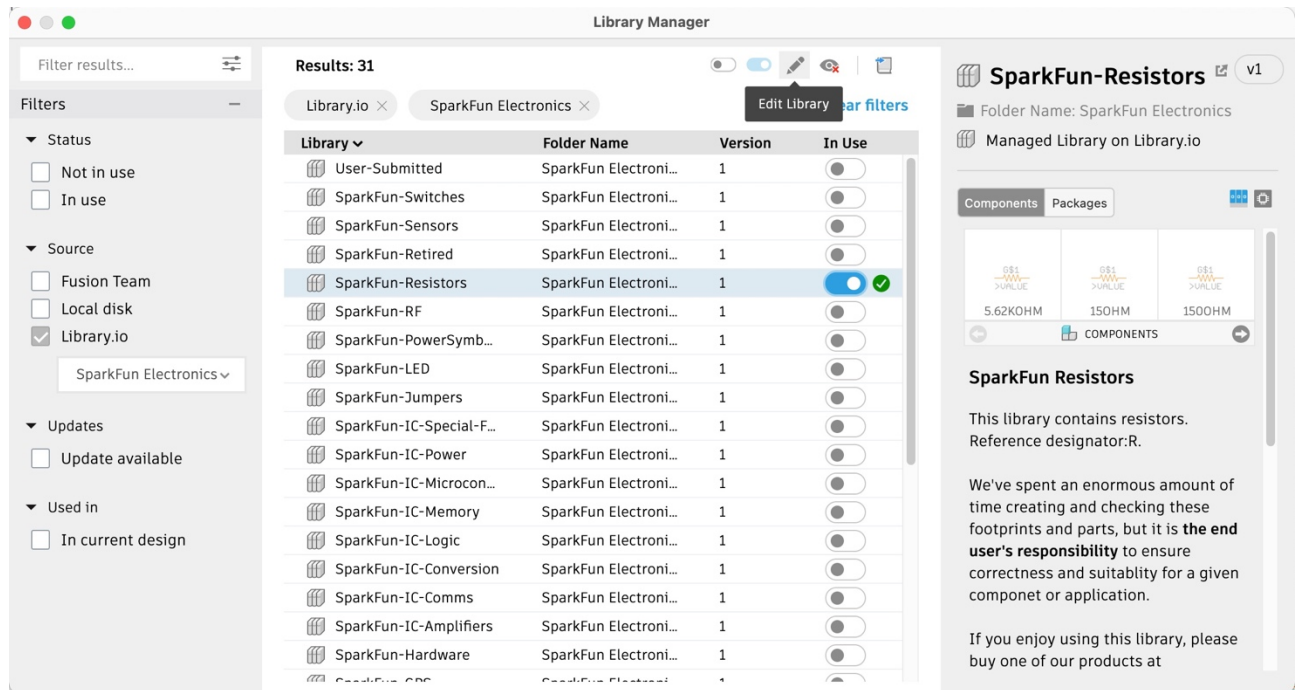 Library Manager
Filter results...
Filters
Status
Not in use
In use
Source
Fusion Team
Local disk
Library.io
SparkFun Electronics
Updates
Update available
Used in
In current design
Results: 31
Library.io
SparkFun Electronics
Edit Library
ear filters
Library Folder Name Version In Use
User-Submitted SparkFun Electroni... 1
SparkFun-Switches SparkFun Electroni... 1
SparkFun-Sensors SparkFun Electroni... 1
SparkFun-Retired SparkFun Electroni... 1
SparkFun-Resistors SparkFun Electroni... 1
SparkFun-RF SparkFun Electroni... 1
SparkFun-PowerSymb... SparkFun Electroni... 1
SparkFun-LED SparkFun Electroni... 1
SparkFun-Jumpers SparkFun Electroni... 1
SparkFun-IC-Special-F... SparkFun Electroni... 1
SparkFun-IC-Power SparkFun Electroni... 1
SparkFun-IC-Microcon... SparkFun Electroni... 1
SparkFun-IC-Memory SparkFun Electroni... 1
SparkFun-IC-Logic SparkFun Electroni... 1
SparkFun-IC-Conversion SparkFun Electroni... 1
SparkFun-IC-Comms SparkFun Electroni... 1
SparkFun-IC-Amplifiers SparkFun Electroni... 1
SparkFun-Hardware SparkFun Electroni... 1
SparkFun-Resistors v1
Folder Name: SparkFun Electronics
Managed Library on Library.io
Components Packages
G$1 G$1 G$1
>VALUE >VALUE >VALUE
5.62KOHM 15OHM 150OHM
COMPONENTS
SparkFun Resistors
This library contains resistors.
Reference designator:R.
We've spent an enormous amount of
time creating and checking these
footprints and parts, but it is the end
user's responsibility to ensure
correctness and suitablity for a given
componet or application.
If you enjoy using this library, please
buy one of our products at